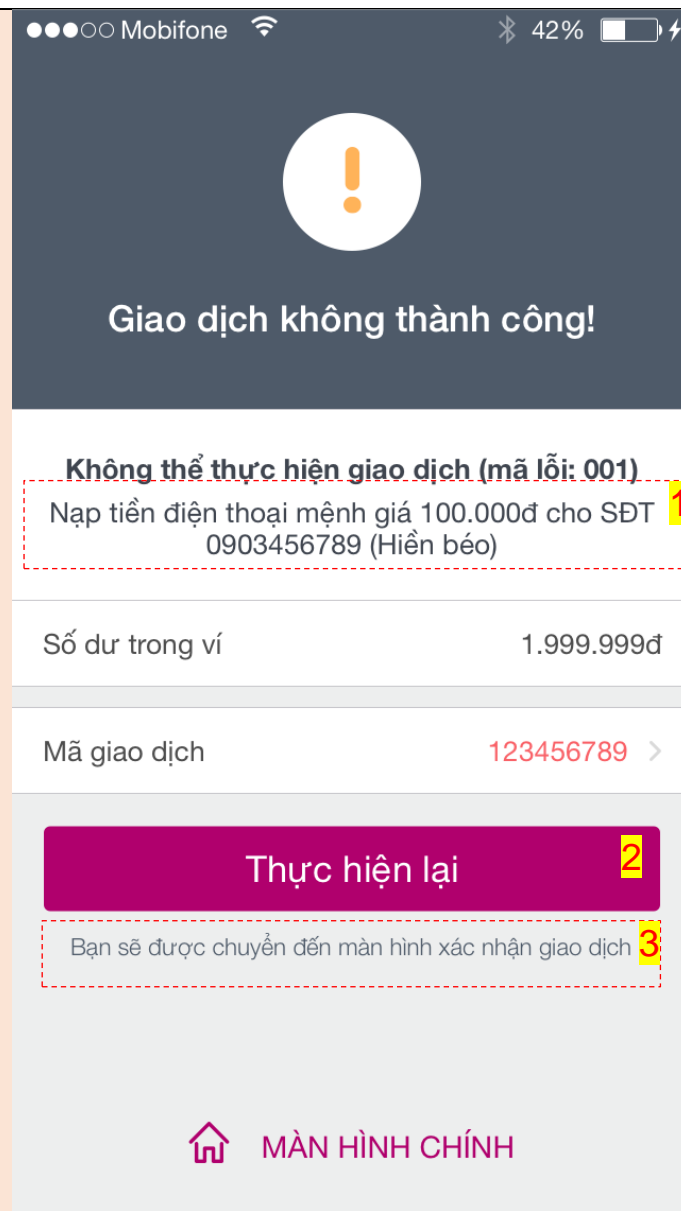 Mobifone 42%
Giao dịch không thành công!
Không thể thực hiện giao dịch (mã lỗi: 001)
Nạp tiền điện thoại mệnh giá 100.000đ cho SĐT 1
0903456789 (Hiền béo)
Số dư trong ví 1.999.999đ
Mã giao dịch 123456789
Thực hiện lại 2
Bạn sẽ được chuyển đến màn hình xác nhận giao dịch 3
MÀN HÌNH CHÍNH